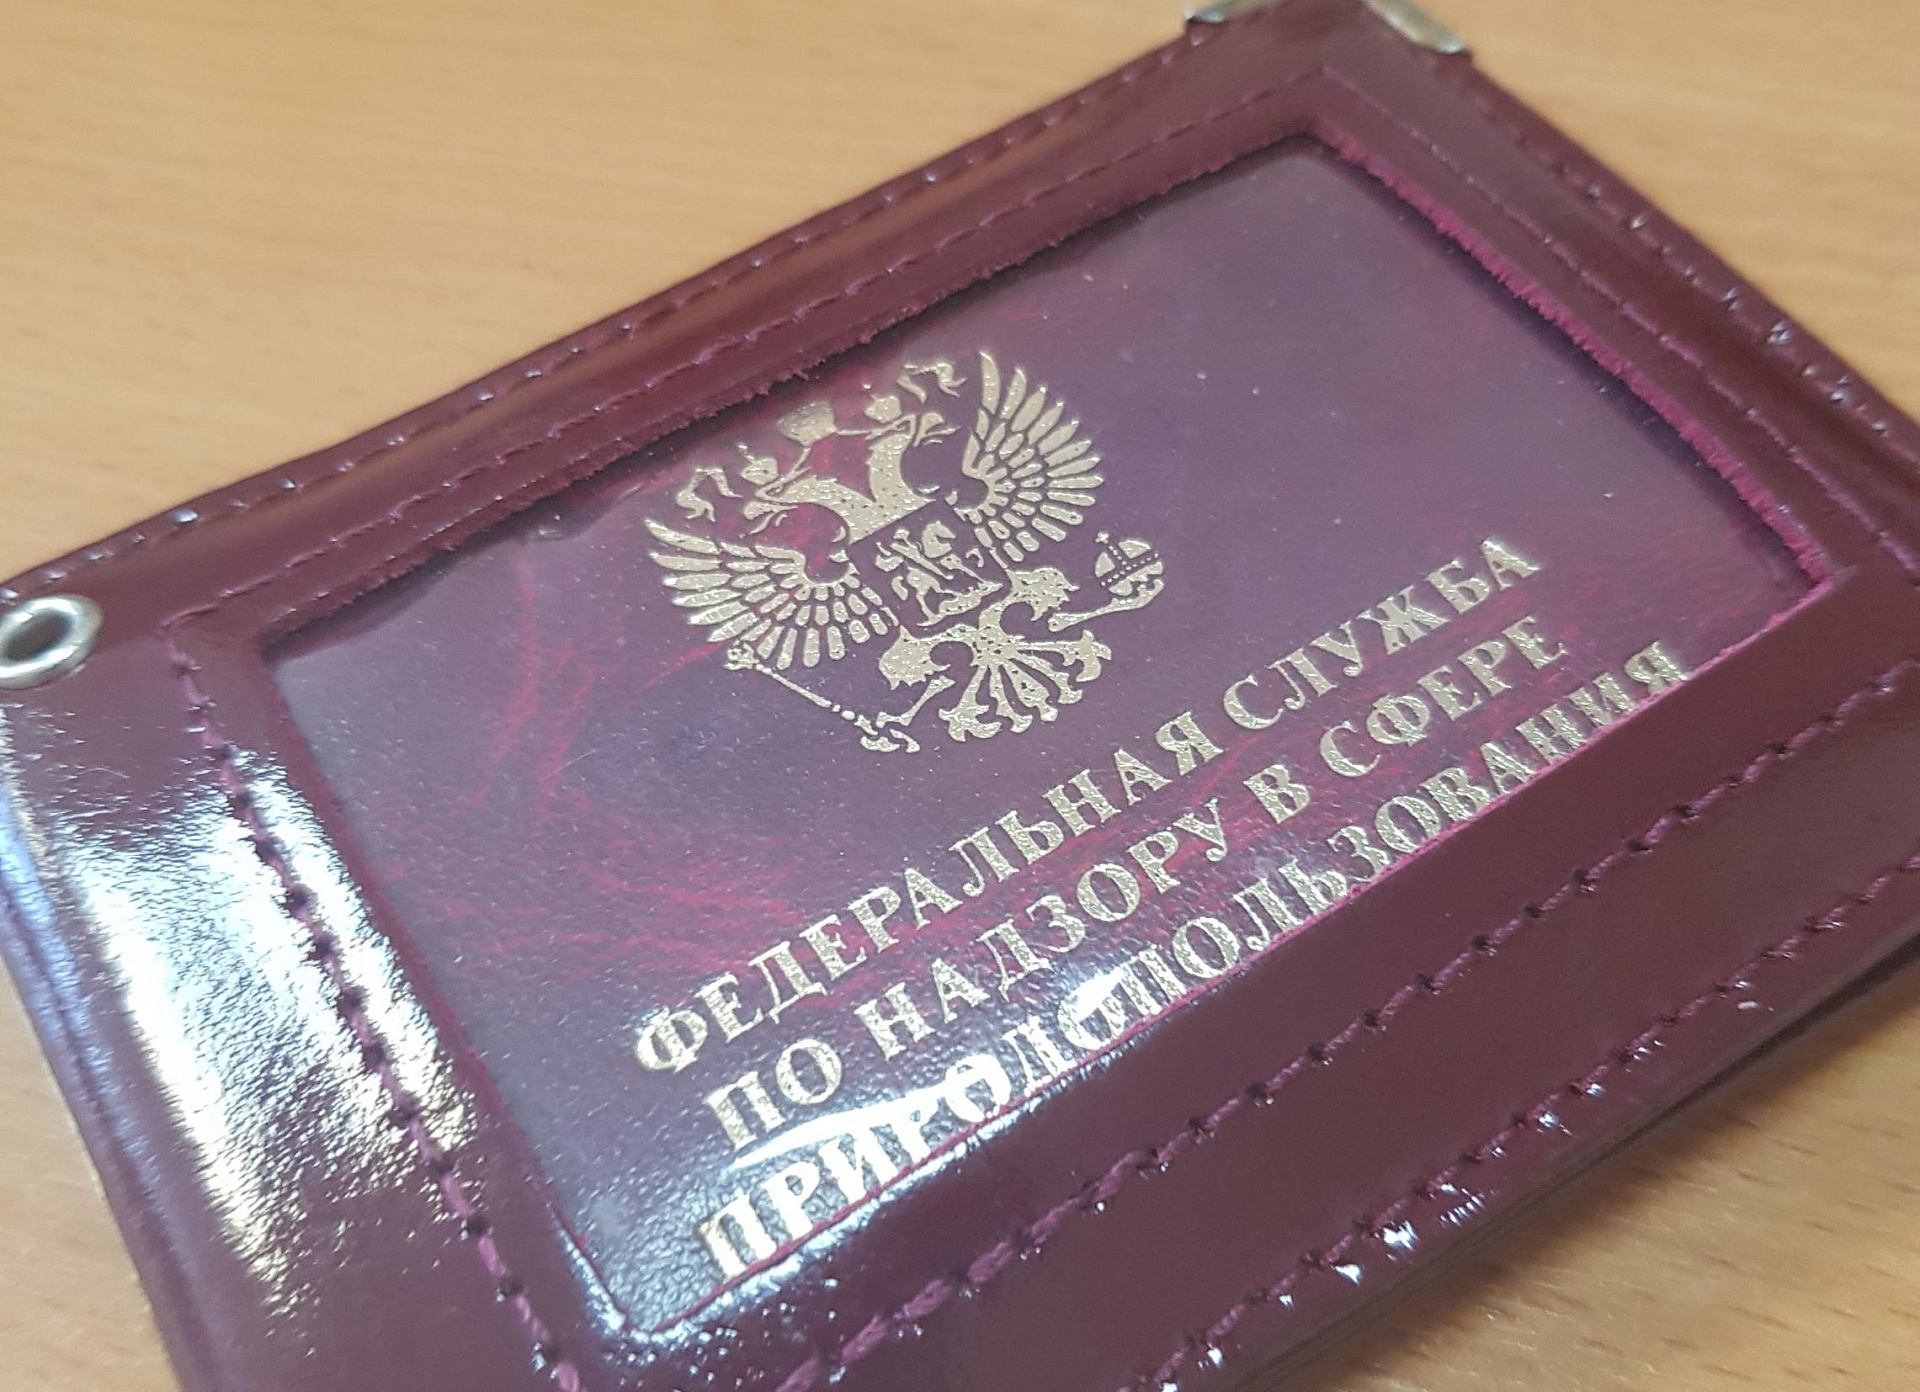 ФЕДЕРАЛЬНАЯ СЛУЖБА
ПО НАДЗОРУ В СФЕРЕ
ПРИРОДОПОЛЬЗОВАНИЯ